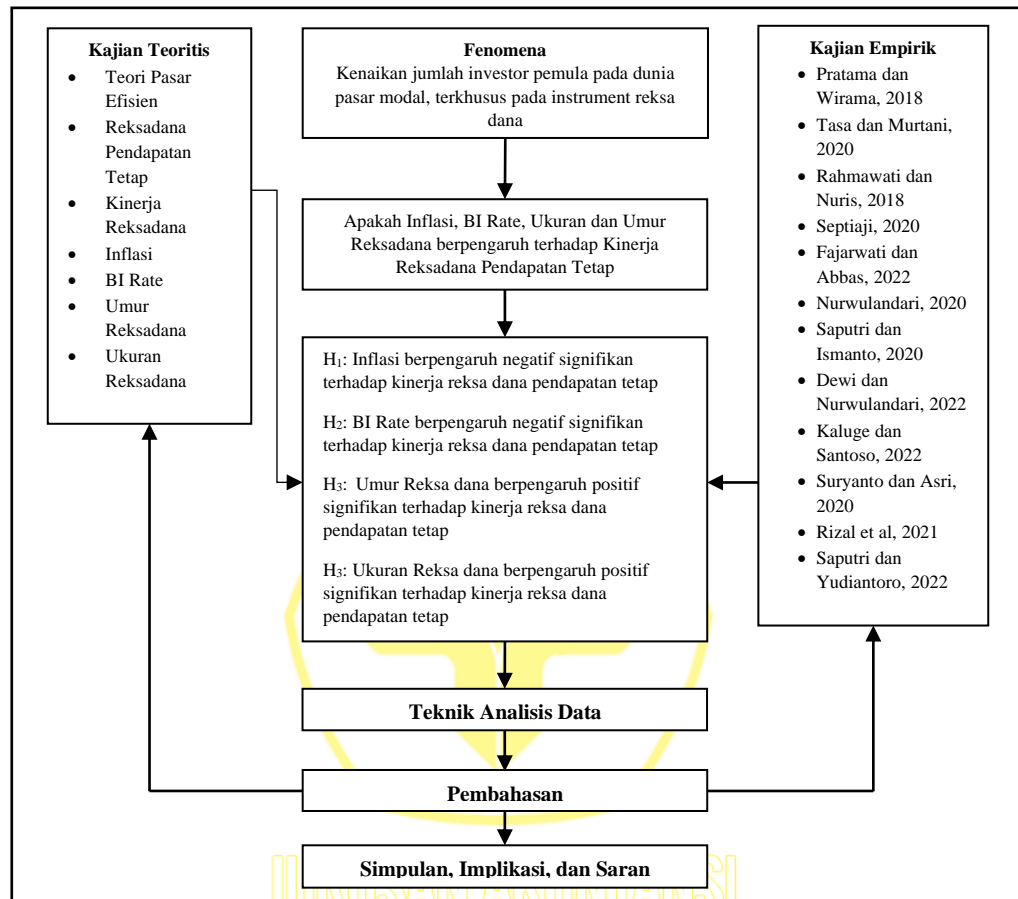 Kajian Teoritis
• Teori Pasar
Efisien
• Reksadana
Pendapatan
Tetap
• Kinerja
Reksadana
• Inflasi
• BI Rate
• Umur
Reksadana
• Ukuran
Reksadana
Fenomena
Kenaikan jumlah investor pemula pada dunia
pasar modal, terkhusus pada instrument reksa
dana
Apakah Inflasi, BI Rate, Ukuran dan Umur
Reksadana berpengaruh terhadap Kinerja
Reksadana Pendapatan Tetap
H1: Inflasi berpengaruh negatif signifikan
terhadap kinerja reksa dana pendapatan tetap
H2: BI Rate berpengaruh negatif signifikan
terhadap kinerja reksa dana pendapatan tetap
H3: Umur Reksa dana berpengaruh positif
signifikan terhadap kinerja reksa dana
pendapatan tetap
H3: Ukuran Reksa dana berpengaruh positif
signifikan terhadap kinerja reksa dana
pendapatan tetap
Kajian Empirik
• Pratama dan
Wirama, 2018
• Tasa dan Murtani,
2020
• Rahmawati dan
Nuris, 2018
• Septiaji, 2020
• Fajarwati dan
Abbas, 2022
• Nurwulandari, 2020
• Saputri dan
Ismanto, 2020
• Dewi dan
Nurwulandari, 2022
• Kaluge dan
Santoso, 2022
• Suryanto dan Asri,
2020
• Rizal et al, 2021
• Saputri dan
Yudiantoro, 2022
Teknik Analisis Data
Pembahasan
Simpulan, Implikasi, dan Saran